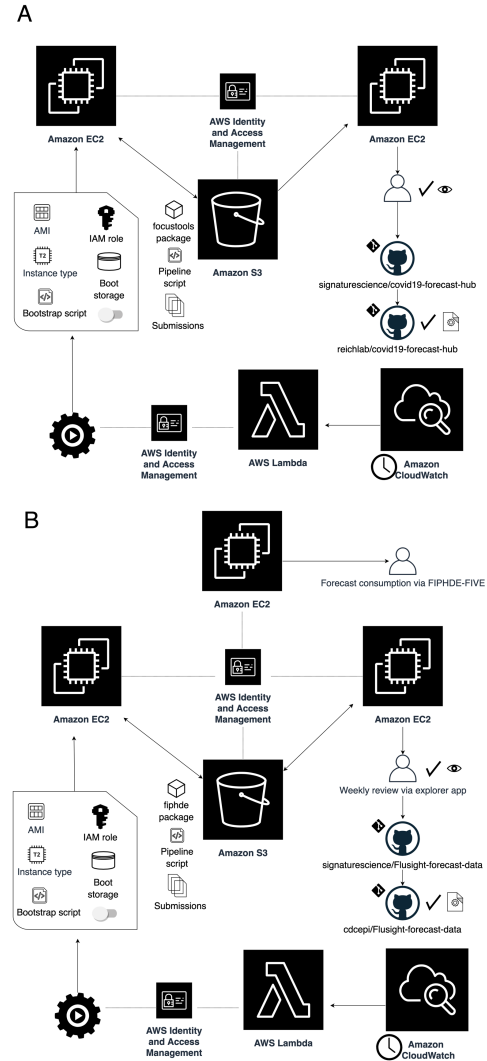 A
Amazon EC2
AWS Identity
and Access
Management
Amazon EC2
AMI
IAM role
T2
Instance type
Boot
storage
Bootstrap script
focustools
package
Pipeline
script
Submissions
Amazon S3
signaturescience/covid19-forecast-hub
reichlab/covid19-forecast-hub
AWS Identity
and Access
Management
AWS Lambda
Amazon
CloudWatch
B
Amazon EC2
Forecast consumption via FIPHDE-FIVE
Amazon EC2
AWS Identity
and Access
Management
Amazon EC2
AMI
IAM role
T2
Instance type
Boot
storage
Bootstrap script
fiphde
package
Pipeline
script
Submissions
Amazon S3
Weekly review via explorer app
signaturescience/Flusight-forecast-data
cdcepi/Flusight-forecast-data
AWS Identity
and Access
Management
AWS Lambda
Amazon
CloudWatch